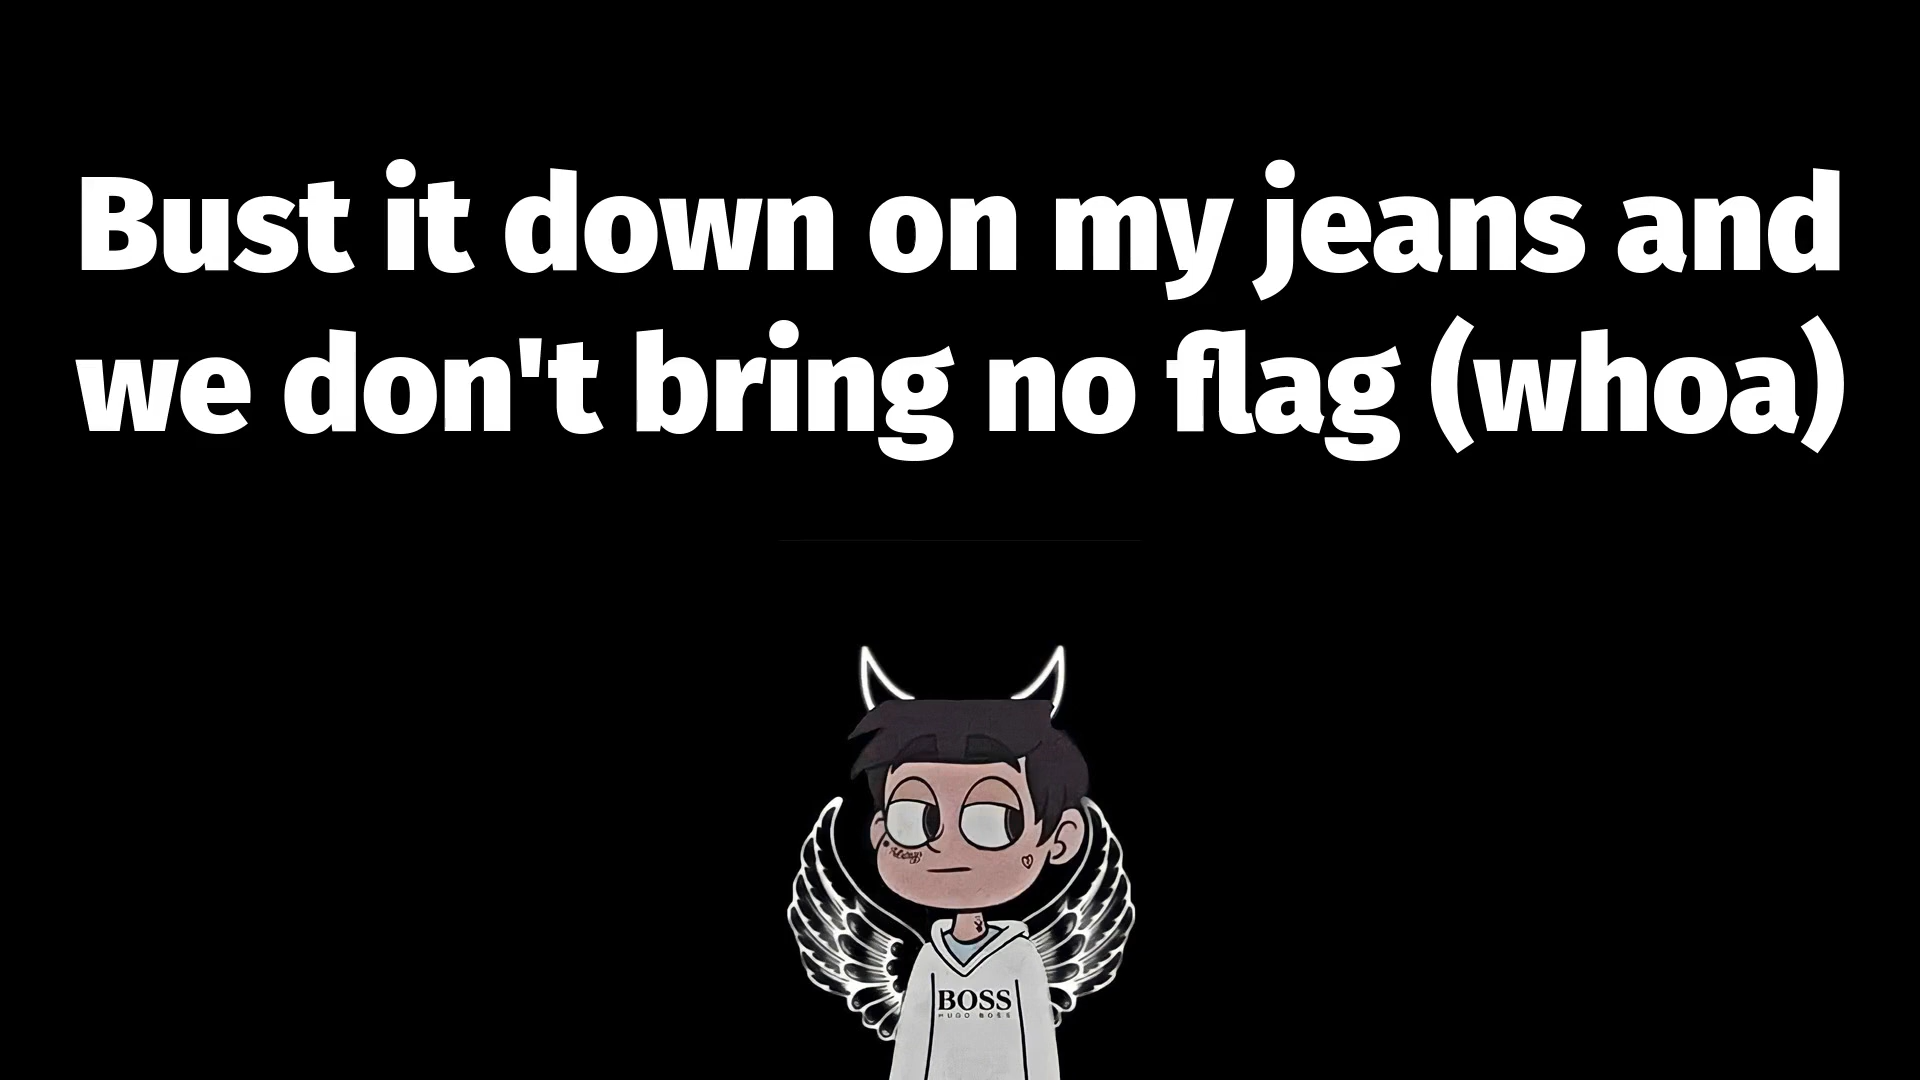 Bust it down on my jeans and
we don't bring no flag (whoa)
BOSS
HUGO BOSS